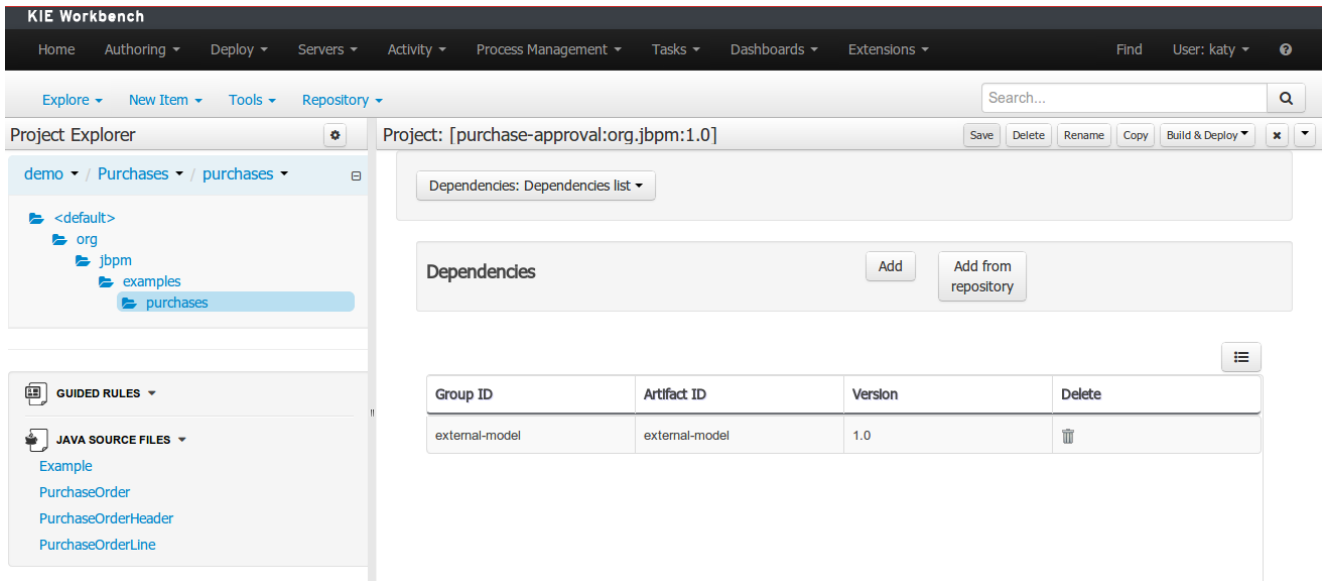 KIE Workbench
Home Authoring Deploy Servers Activity Process Management Tasks Dashboards Extensions Find User: katy
Explore New Item Tools Repository Search...
Project Explorer
Project: [purchase-approval:org.jbpm:1.0] Save Delete Rename Copy Build & Deploy
demo / Purchases / purchases
Dependencies: Dependencies list
<default>
org
jbpm
examples
purchases
Dependencies Add Add from
repository
GUIDED RULES
JAVA SOURCE FILES
Example
PurchaseOrder
PurchaseOrderHeader
PurchaseOrderLine
Group ID Artifact ID Version Delete
external-model external-model 1.0